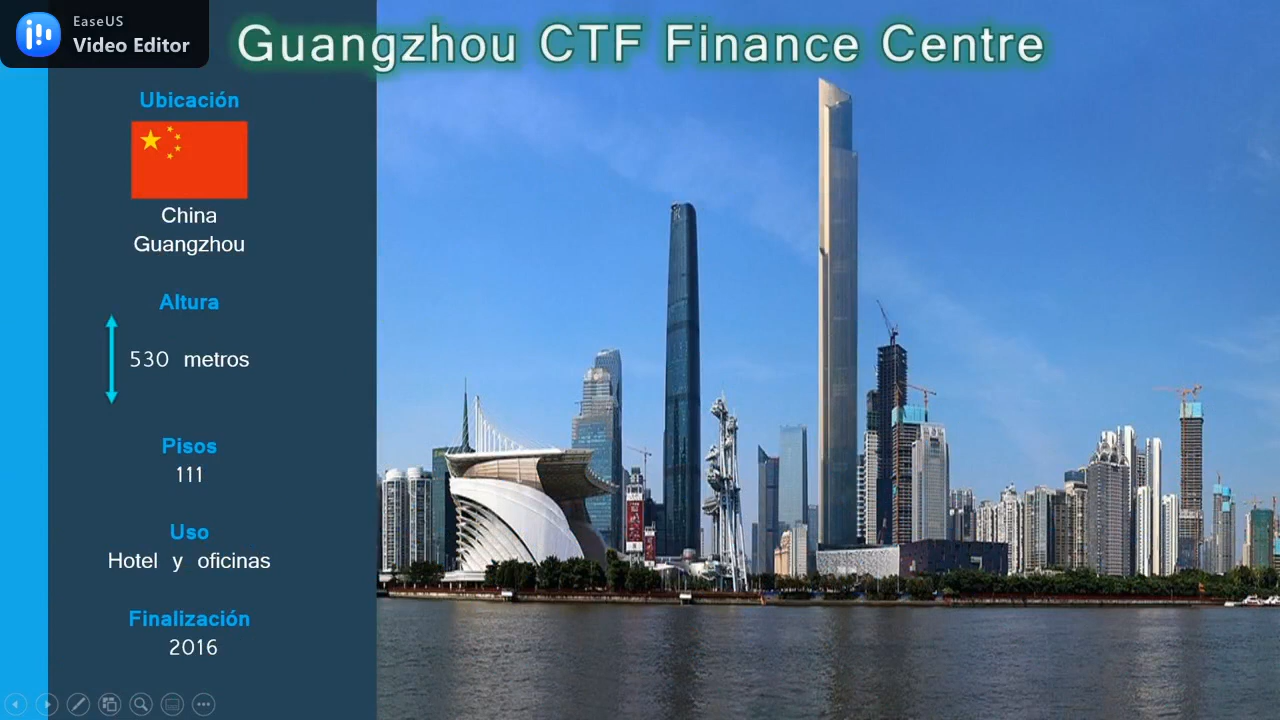 EaseUS
Video Editor
Guangzhou CTF Finance Centre
Ubicación
China
Guangzhou
Altura
530 metros
Pisos
111
Uso
Hotel y oficinas
Finalización
2016